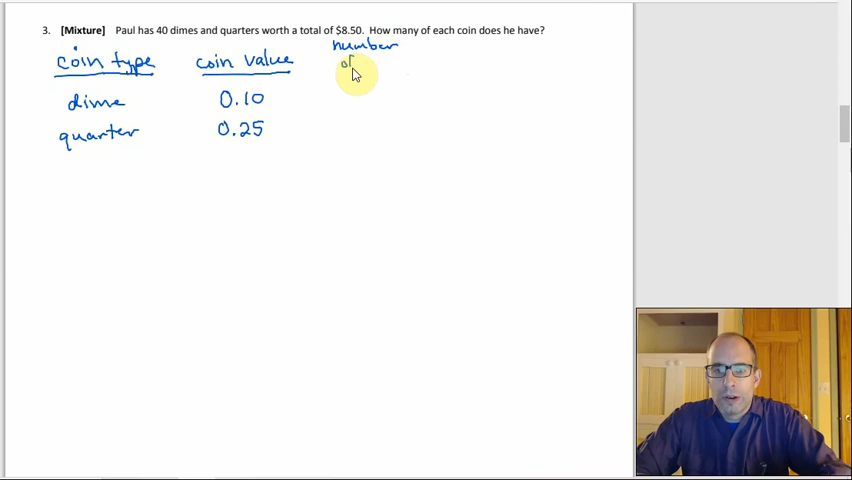 3. [Mixture] Paul has 40 dimes and quarters worth a total of $8.50. How many of each coin does he have?
coin type coin value number
of
dime 0.10
quarter 0.25